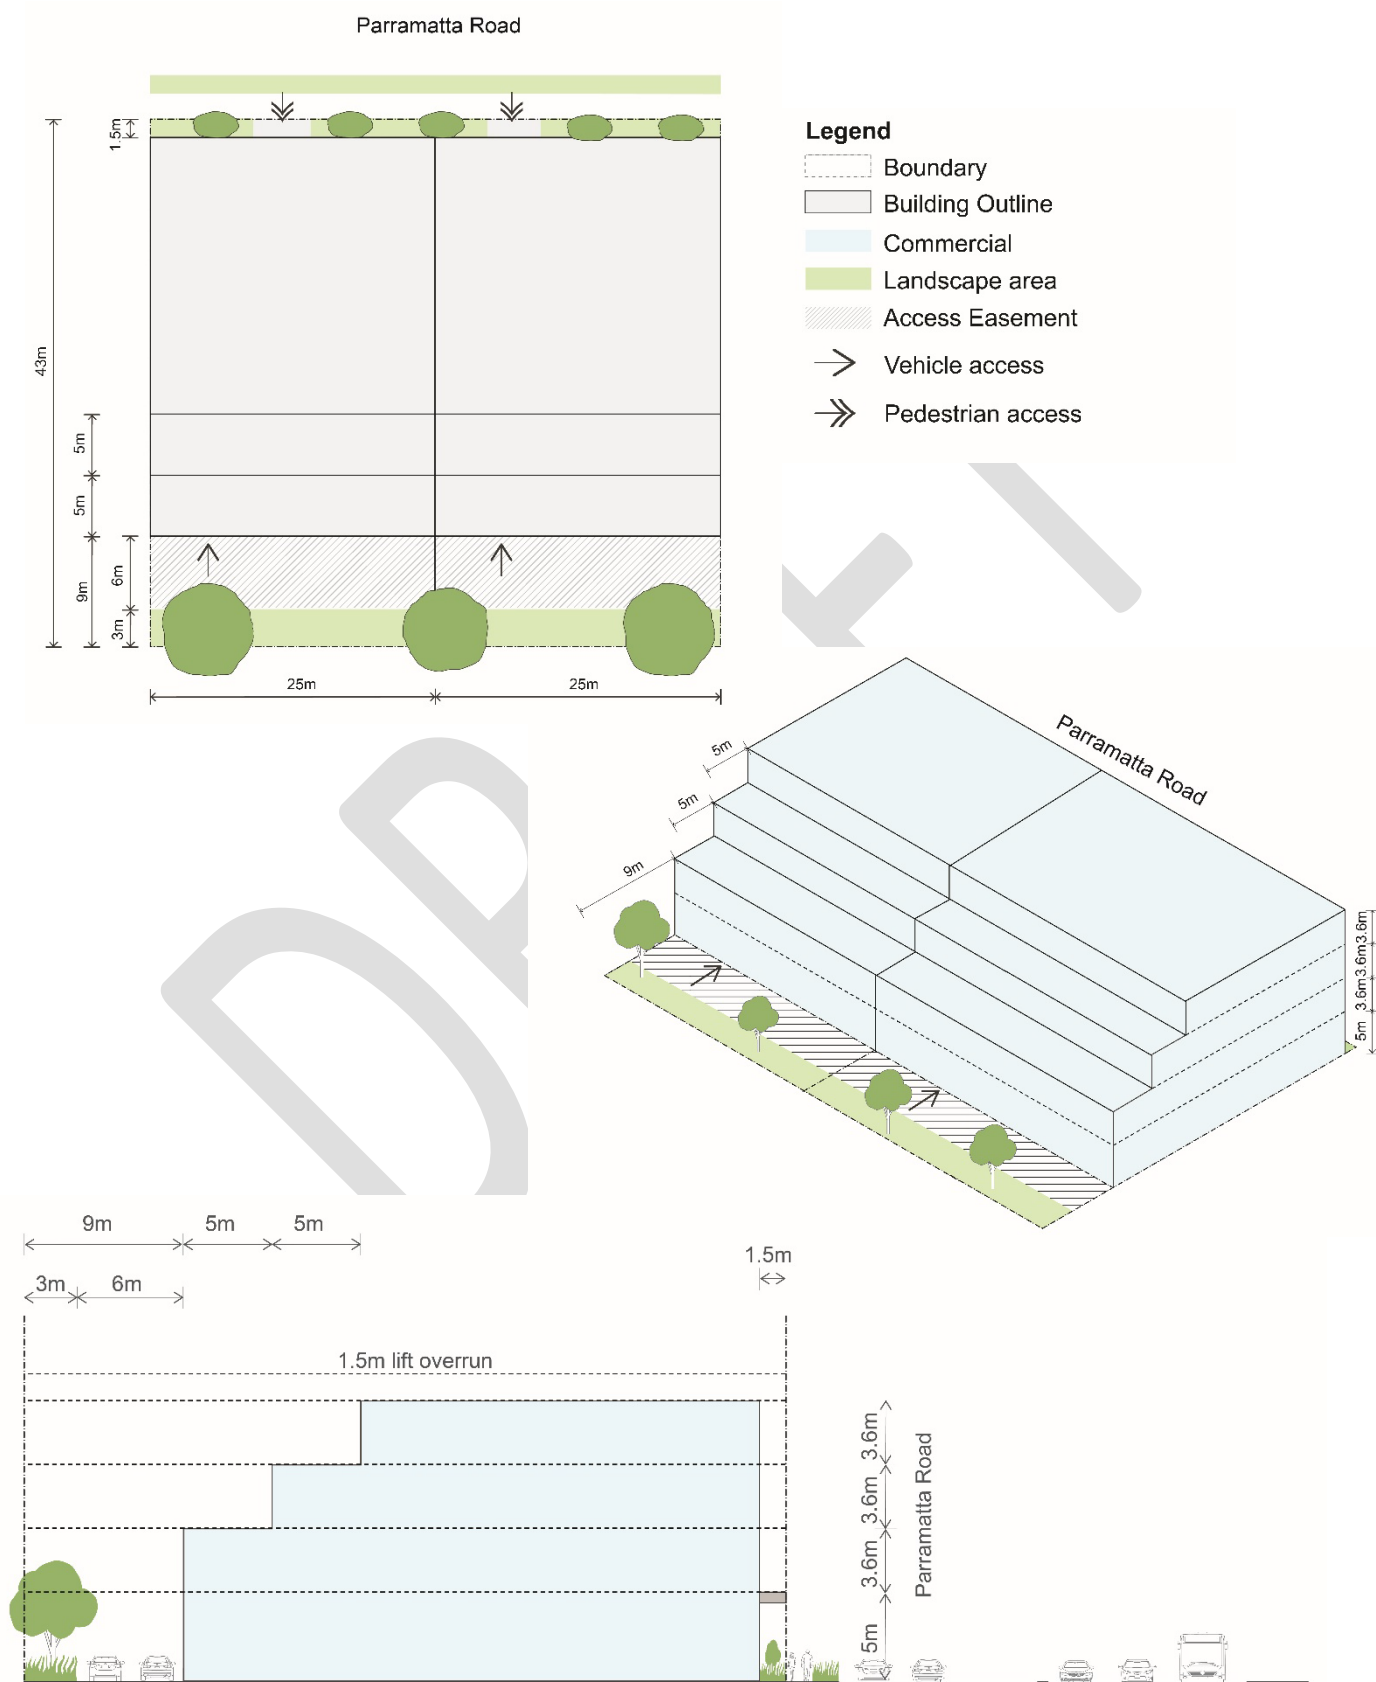 Parramatta Road
1.5m
43m
5m
5m
9m
6m
3m
25m
25m
Legend
Boundary
Building Outline
Commercial
Landscape area
Access Easement
Vehicle access
Pedestrian access
Parramatta Road
5m
5m
9m
3.6m
3.6m
3.6m
5m
9m
5m
5m
3m
6m
1.5m
1.5m lift overrun
3.6m
3.6m
3.6m
5m
Parramatta Road